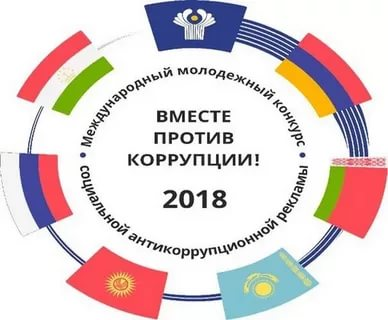 Международный молодежный конкурс
ВМЕСТЕ
ПРОТИВ
КОРРУПЦИИ!
2018
социальной антикоррупционной рекламы